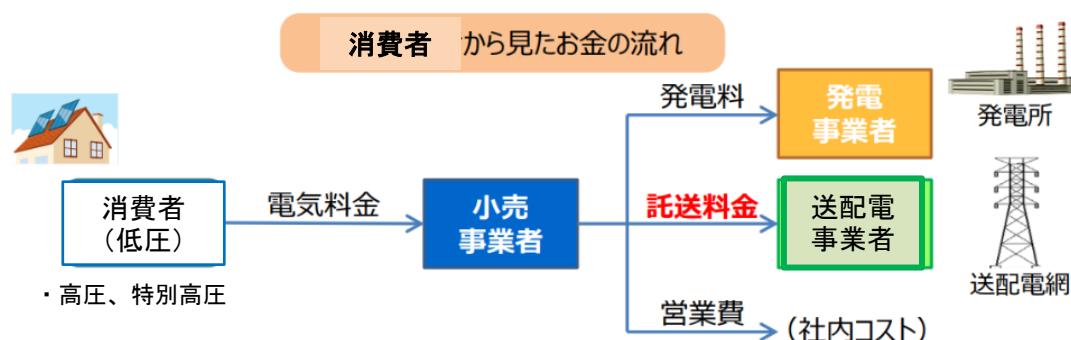 消費者から見たお金の流れ
発電料
発電
事業者
発電所
消費者
（低圧）
電気料金
小売
事業者
託送料金
送配電
事業者
送配電網
・高圧、特別高圧
営業費
（社内コスト）